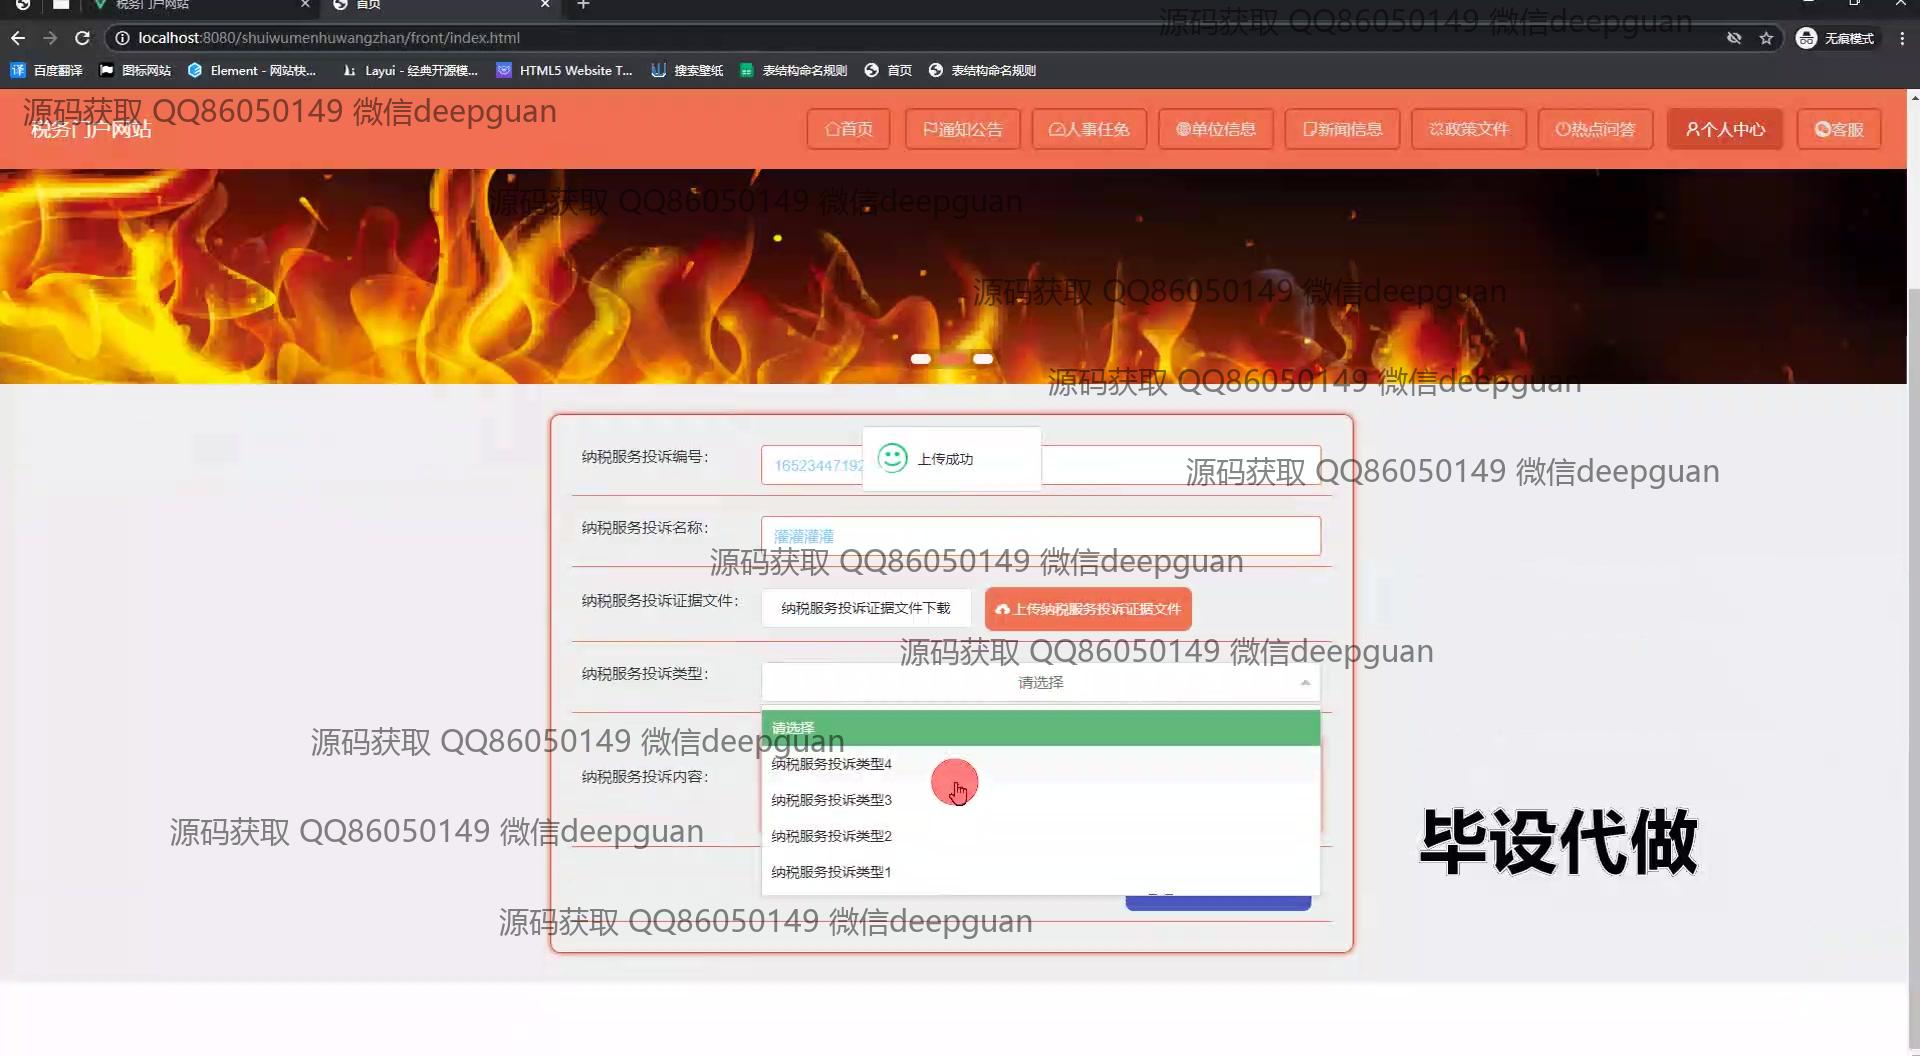 税务门户网站
首页
localhost:8080/shuiwumenhuwangzhan/front/index.html
无痕模式
百度翻译
图标网站
Element - 网站快...
Layui - 经典开源模...
HTML5 Website T...
搜索壁纸
表结构命名规则
首页
表结构命名规则
源码获取 QQ86050149 微信deepguan
源码获取 QQ86050149 微信deepguan
税务门户网站
首页
通知公告
人事任免
单位信息
新闻信息
政策文件
热点问答
个人中心
客服
源码获取 QQ86050149 微信deepguan
源码获取 QQ86050149 微信deepguan
源码获取 QQ86050149 微信deepguan
纳税服务投诉编号：
16523447192
上传成功
源码获取 QQ86050149 微信deepguan
纳税服务投诉名称：
灌灌灌灌
源码获取 QQ86050149 微信deepguan
纳税服务投诉证据文件：
纳税服务投诉证据文件下载
上传纳税服务投诉证据文件
源码获取 QQ86050149 微信deepguan
纳税服务投诉类型：
请选择
请选择
源码获取 QQ86050149 微信deepguan
纳税服务投诉类型4
纳税服务投诉内容：
纳税服务投诉类型3
纳税服务投诉类型2
源码获取 QQ86050149 微信deepguan
毕设代做
纳税服务投诉类型1
源码获取 QQ86050149 微信deepguan